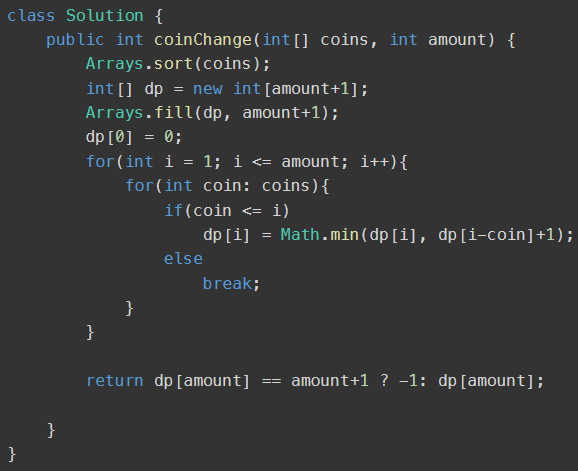 class Solution {
    public int coinChange(int[] coins, int amount) {
        Arrays.sort(coins);
        int[] dp = new int[amount+1];
        Arrays.fill(dp, amount+1);
        dp[0] = 0;
        for(int i = 1; i <= amount; i++){
            for(int coin: coins){
                if(coin <= i)
                    dp[i] = Math.min(dp[i], dp[i-coin]+1);
                else
                    break;
            }
        }
        return dp[amount] == amount+1 ? -1: dp[amount];
    }
}